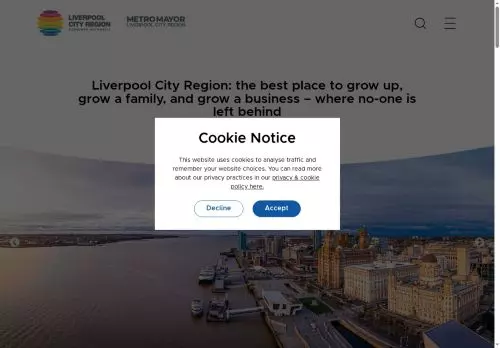 LIVERPOOL
CITY REGION
COMBINED AUTHORITY
METROMAYOR
LIVERPOOL CITY REGION
Liverpool City Region: the best place to grow up,
grow a family, and grow a business – where no-one is
left behind
Cookie Notice
This website uses cookies to analyse traffic and
remember your website choices. You can read more
about our privacy practices in our privacy & cookie
policy here.
Decline
Accept